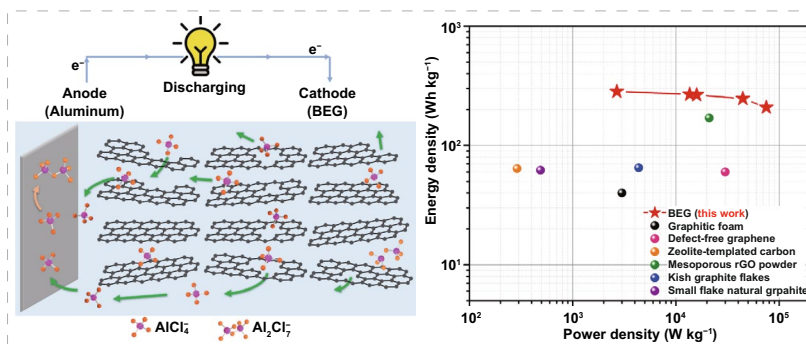 e⁻
e⁻
Discharging
Anode
(Aluminum)
Cathode
(BEG)
AlCl₄⁻
Al₂Cl₇⁻
Energy density (Wh kg⁻¹)
10³
10²
10¹
BEG (this work)
Graphitic foam
Defect-free graphene
Zeolite-templated carbon
Mesoporous rGO powder
Kish graphite flakes
Small flake natural grpahite
10² 10³ 10⁴ 10⁵
Power density (W kg⁻¹)